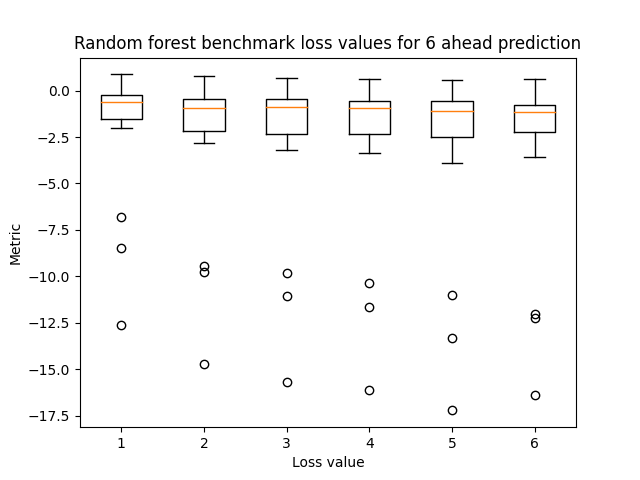 Random forest benchmark loss values for 6 ahead prediction
0.0
−2.5
−5.0
−7.5
−10.0
−12.5
−15.0
−17.5
Metric
1 2 3 4 5 6
Loss value